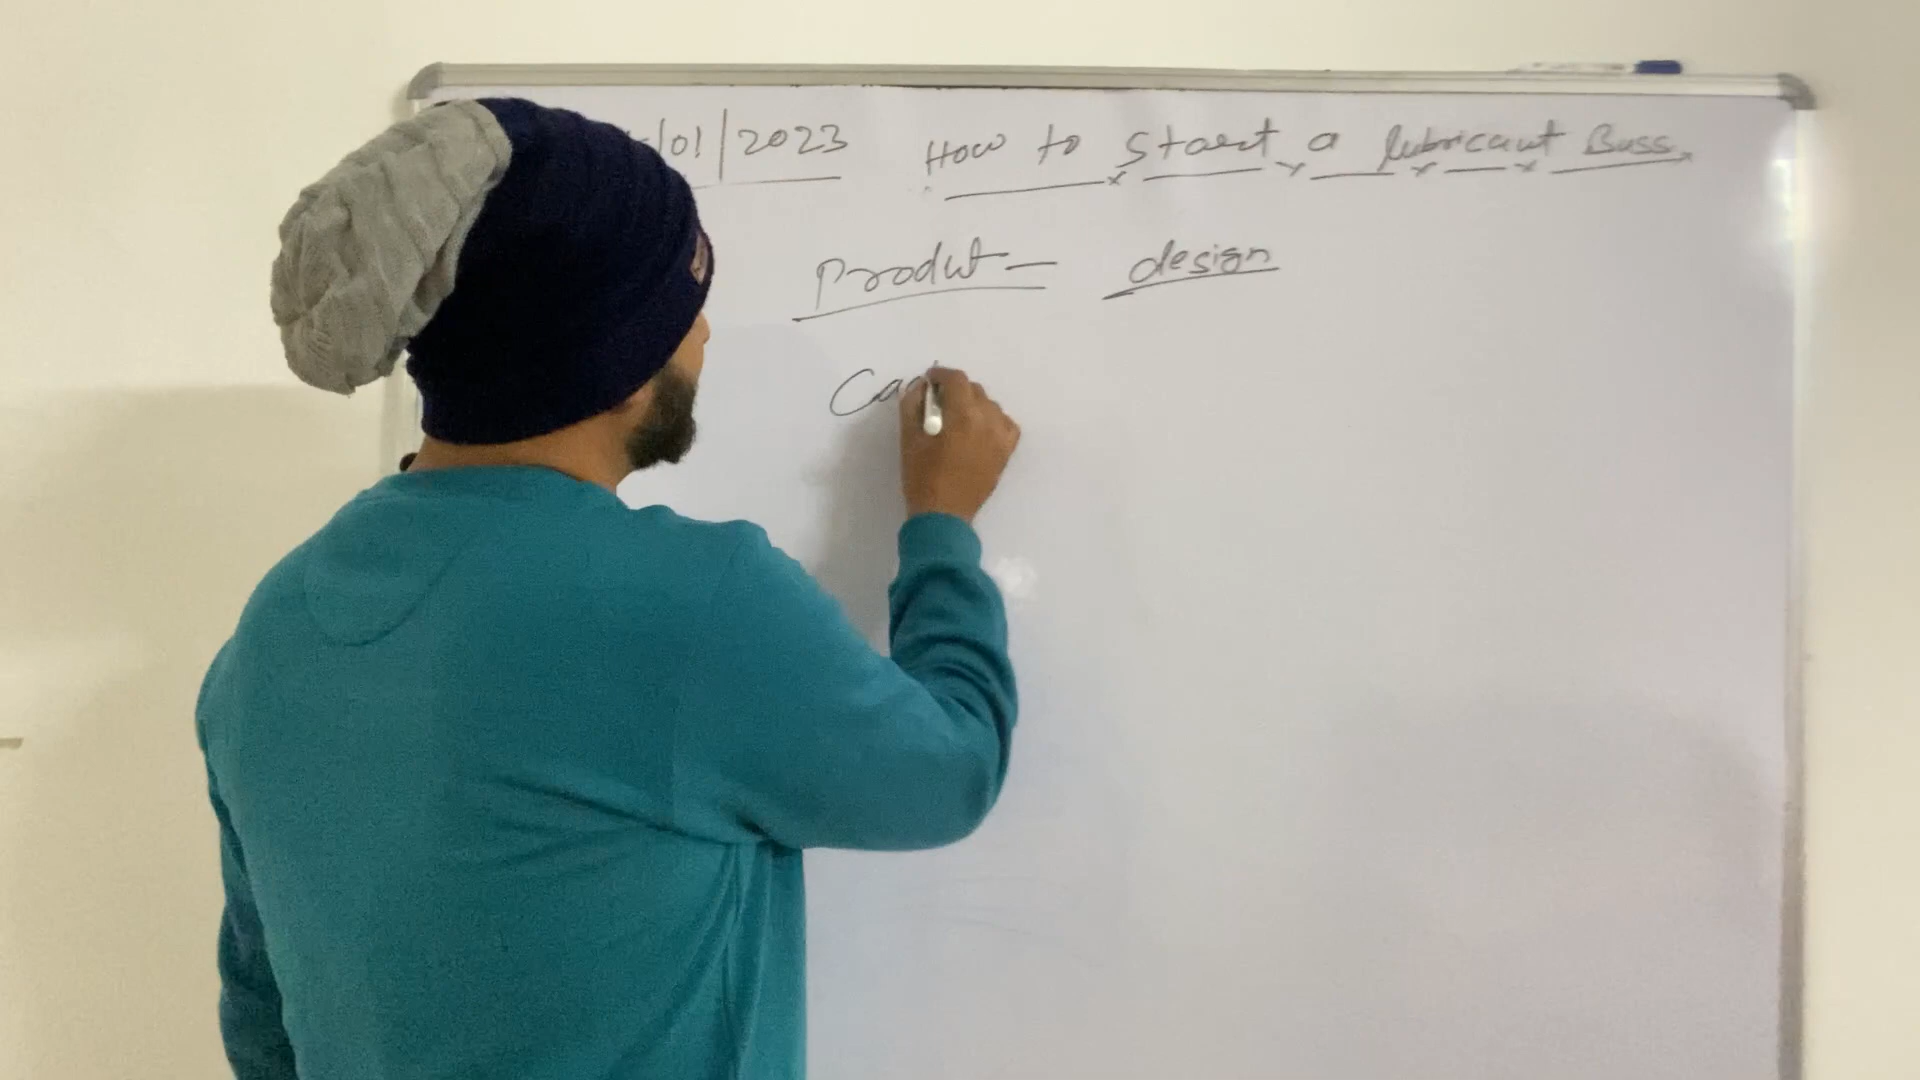 /01/2023 How to start a lubricant Buss
Produt - design